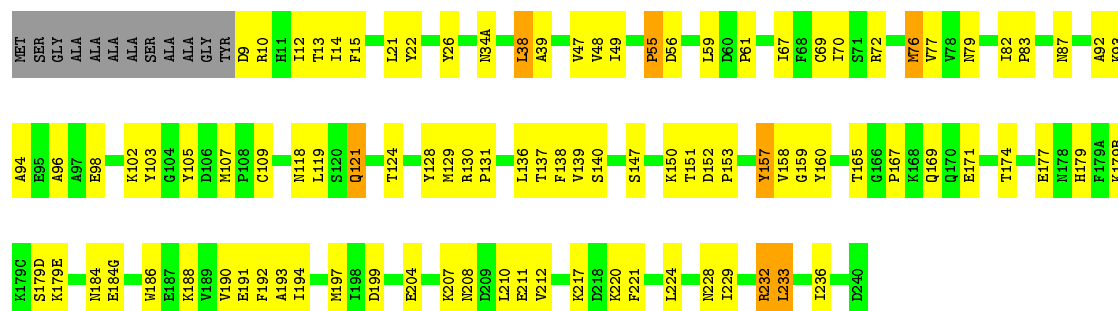 MET SER GLY ALA ALA ALA ALA SER ALA ALA GLY TYR D9 R10 H11 I12 T13 I14 F15 L21 Y22 Y26 N34A L38 A39 V47 V48 I49 P55 D56 L59 D60 P61 I67 F68 C69 I70 S71 R72 M76 V77 V78 N79 I82 P83 N87 A92 K93
A94 E95 A96 A97 E98 K102 Y103 G104 Y105 D106 M107 P108 C109 N118 L119 S120 Q121 T124 Y128 M129 R130 P131 L136 T137 F138 V139 S140 S147 K150 T151 D152 P153 Y157 V158 G159 Y160 T165 G166 P167 K168 Q169 Q170 E171 T174 E177 N178 H179 F179A K179B
K179C S179D K179E N184 E184G W186 E187 K188 V189 V190 E191 F192 A193 I194 M197 I198 D199 E204 K207 N208 D209 L210 E211 V212 K217 D218 K220 F221 L224 N228 I229 R232 L233 I236 D240